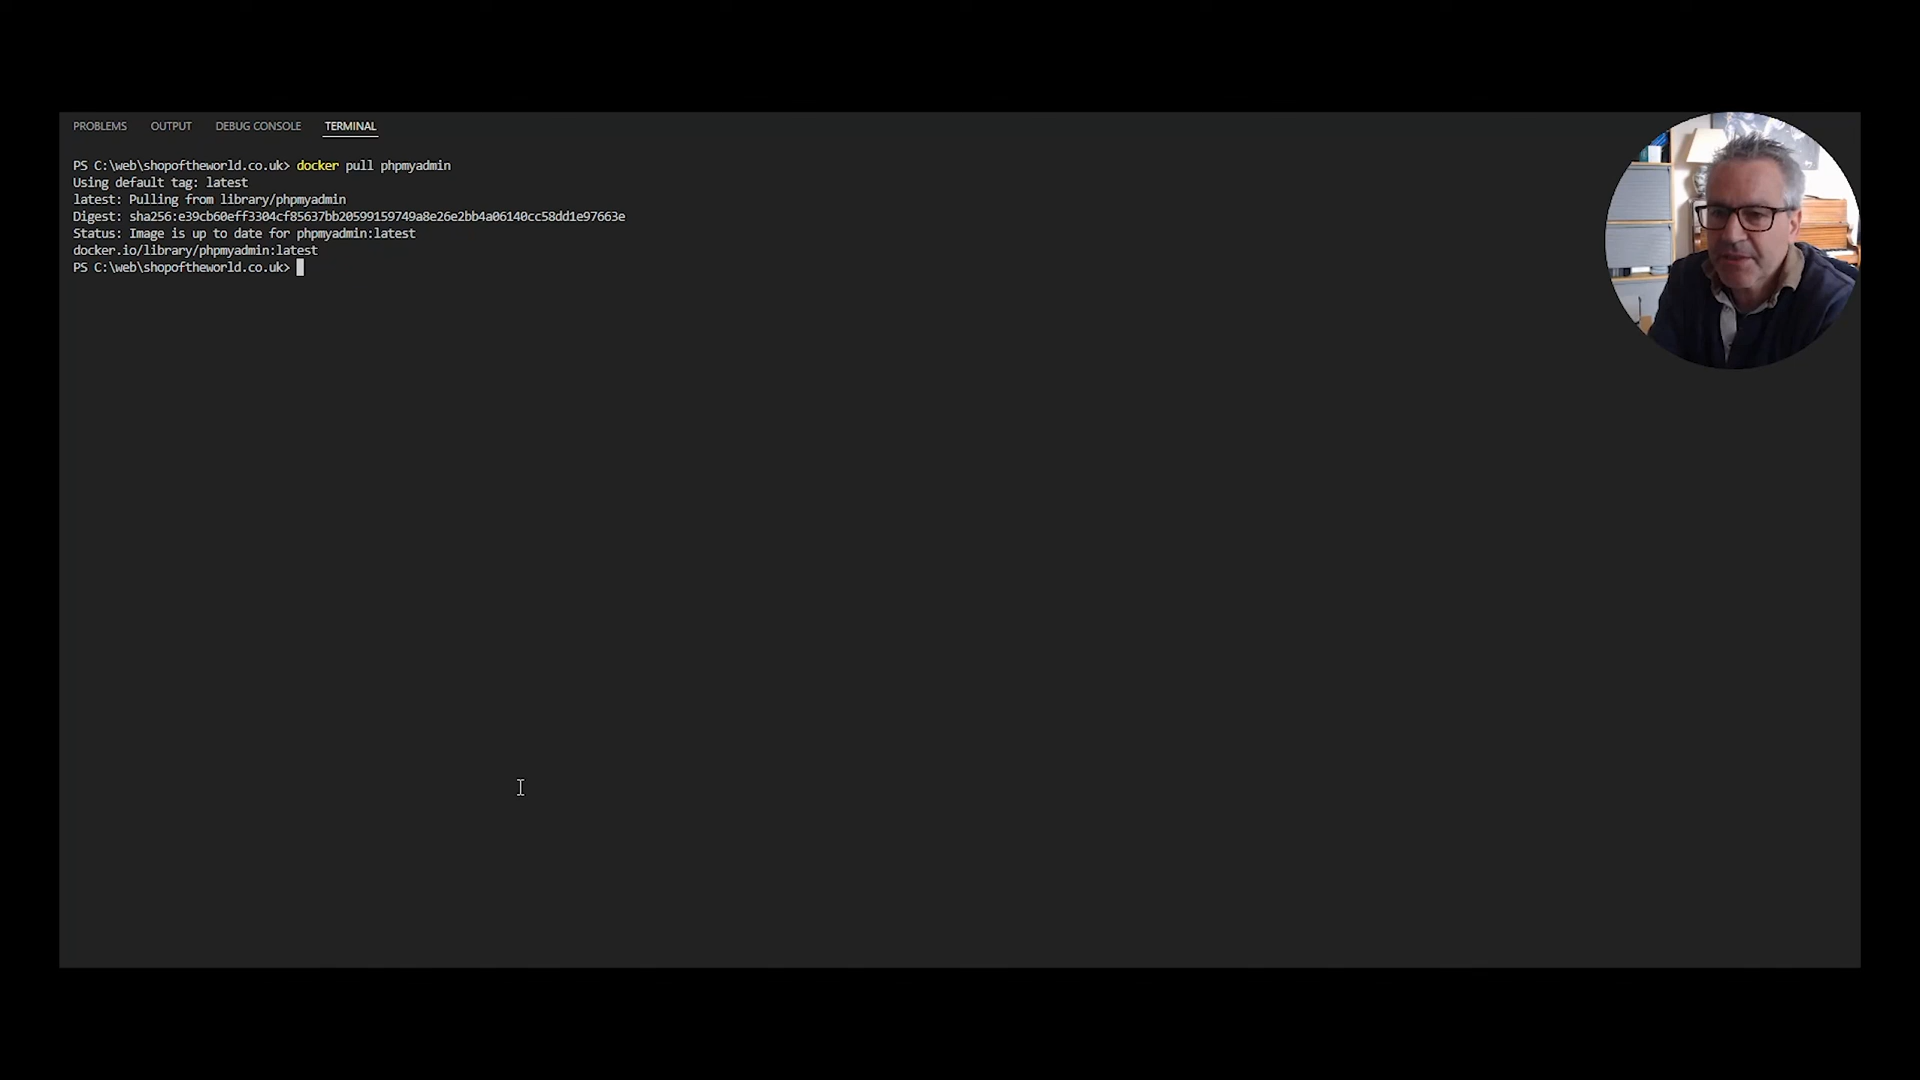 PROBLEMS OUTPUT DEBUG CONSOLE TERMINAL
PS C:\web\shopoftheworld.co.uk> docker pull phpmyadmin
Using default tag: latest
latest: Pulling from library/phpmyadmin
Digest: sha256:e39cb60eff3304cf85637bb20599159749a8e26e2bb4a06140cc58dd1e97663e
Status: Image is up to date for phpmyadmin:latest
docker.io/library/phpmyadmin:latest
PS C:\web\shopoftheworld.co.uk>